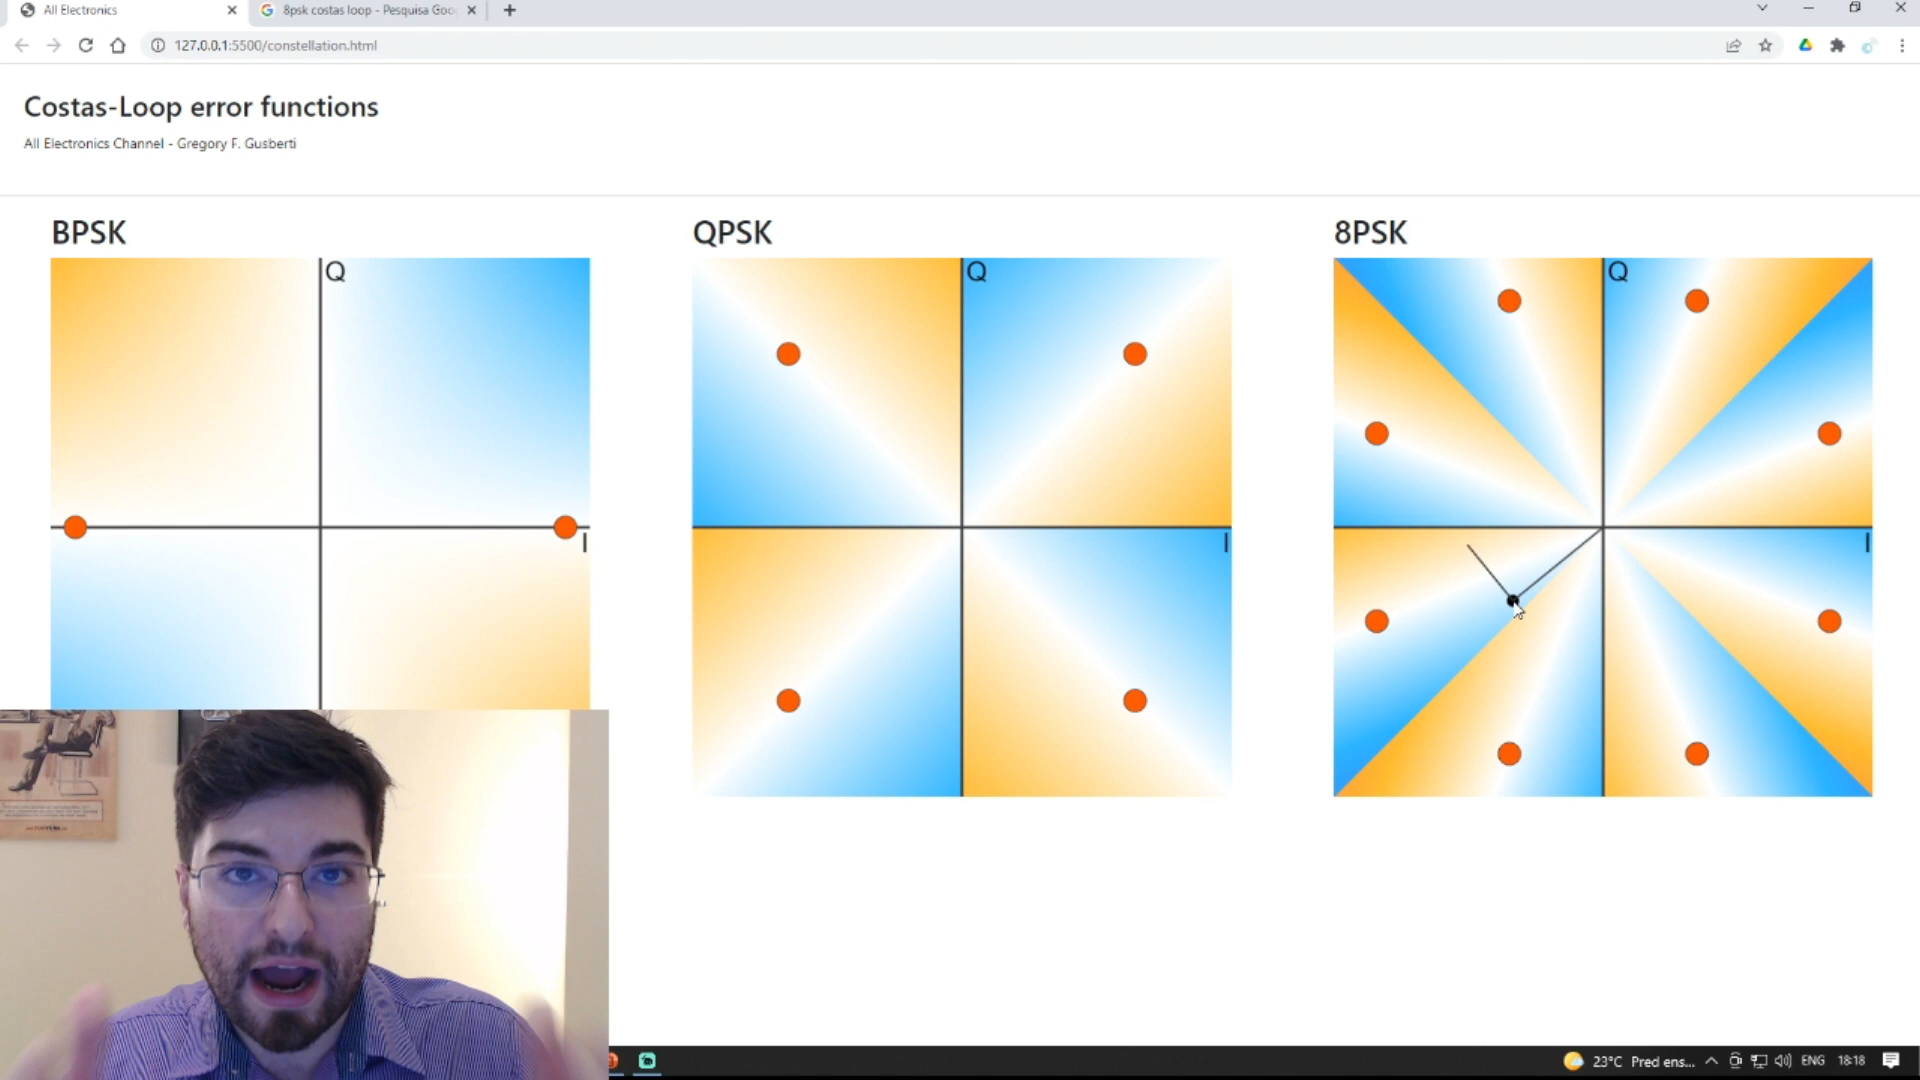 All Electronics
8psk costas loop - Pesquisa Goo
127.0.0.1:5500/constellation.html
Costas-Loop error functions
All Electronics Channel - Gregory F. Gusberti
BPSK
QPSK
8PSK
Q
Q
Q
I
I
I
23°C Pred ens...
ENG
18:18